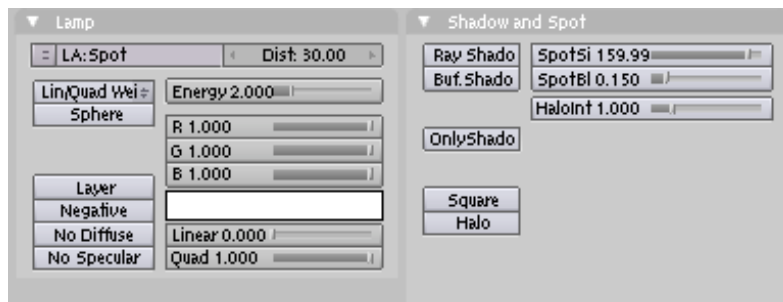 Lamp
LA:Spot
Dist: 30.00
Lin/Quad Wei
Energy 2.000
Sphere
R 1.000
G 1.000
B 1.000
Layer
Negative
No Diffuse
Linear 0.000
No Specular
Quad 1.000
Shadow and Spot
Ray Shado
SpotSi 159.99
Buf.Shado
SpotBl 0.150
HaloInt 1.000
OnlyShado
Square
Halo